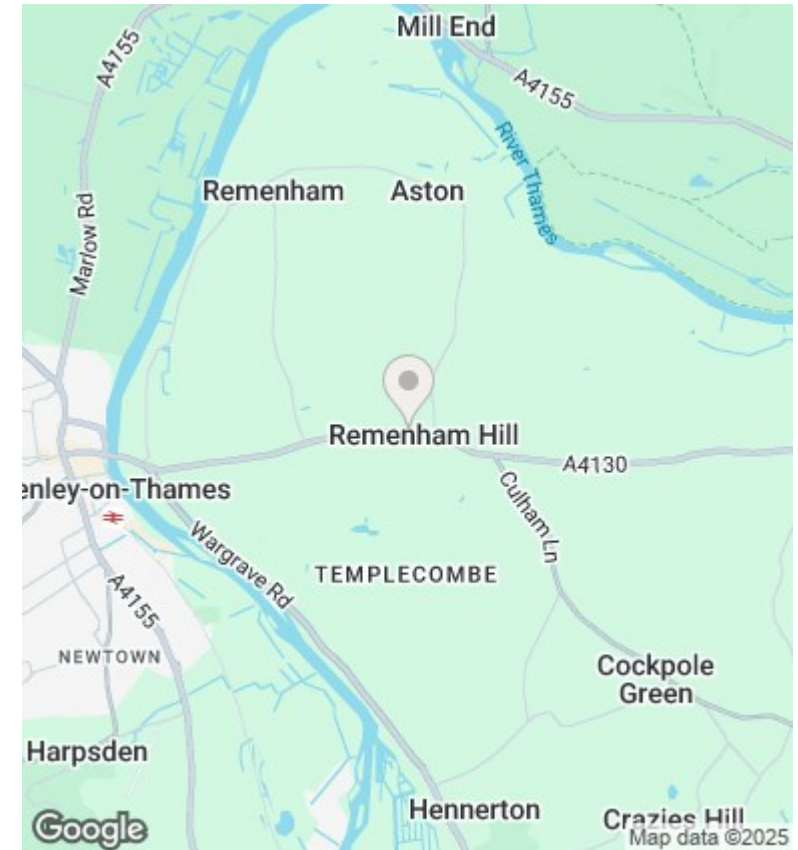 Mill End
A4155
A4155
River Thames
Remenham
Aston
Marlow Rd
Remenham Hill
A4130
enley-on-Thames
Culham Ln
Wargrave Rd
TEMPLECOMBE
A4155
NEWTOWN
Cockpole
Green
Harpsden
Hennerton
Crazies Hill
Google
Map data ©2025